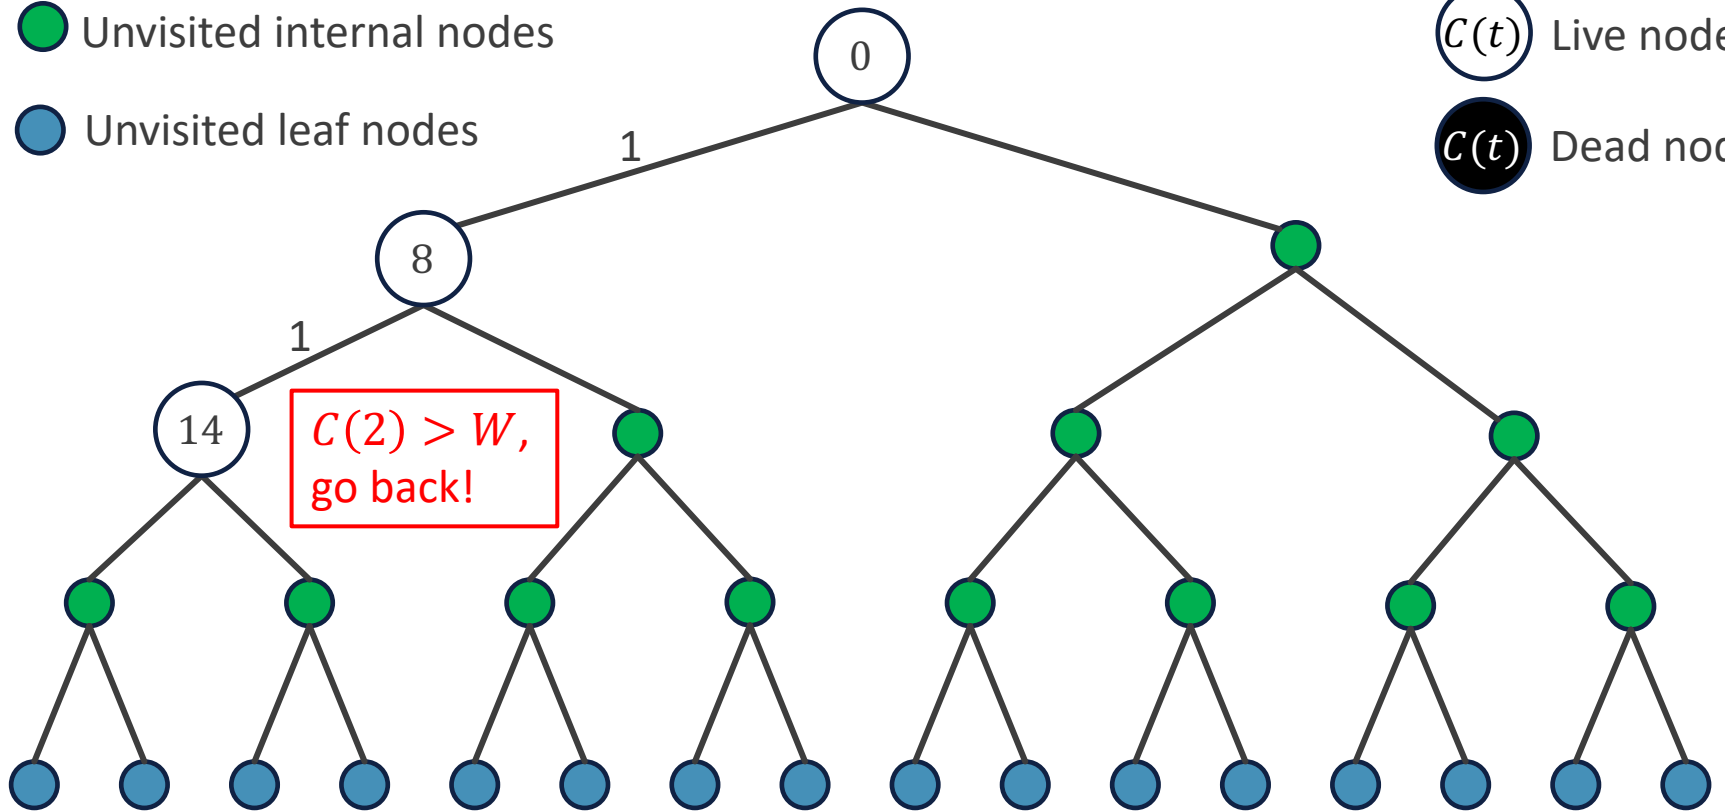 Unvisited internal nodes
Unvisited leaf nodes
C(t) Live node
C(t) Dead nod
0
1
8
1
14
C(2) > W,
go back!